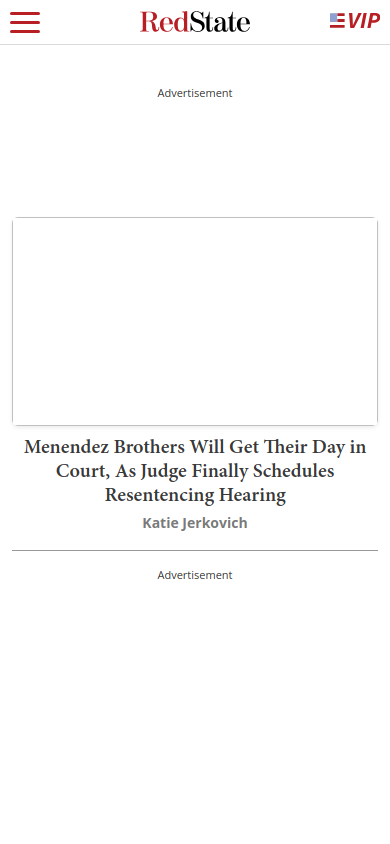 RedState
VIP
Advertisement
Menendez Brothers Will Get Their Day in
Court, As Judge Finally Schedules
Resentencing Hearing
Katie Jerkovich
Advertisement